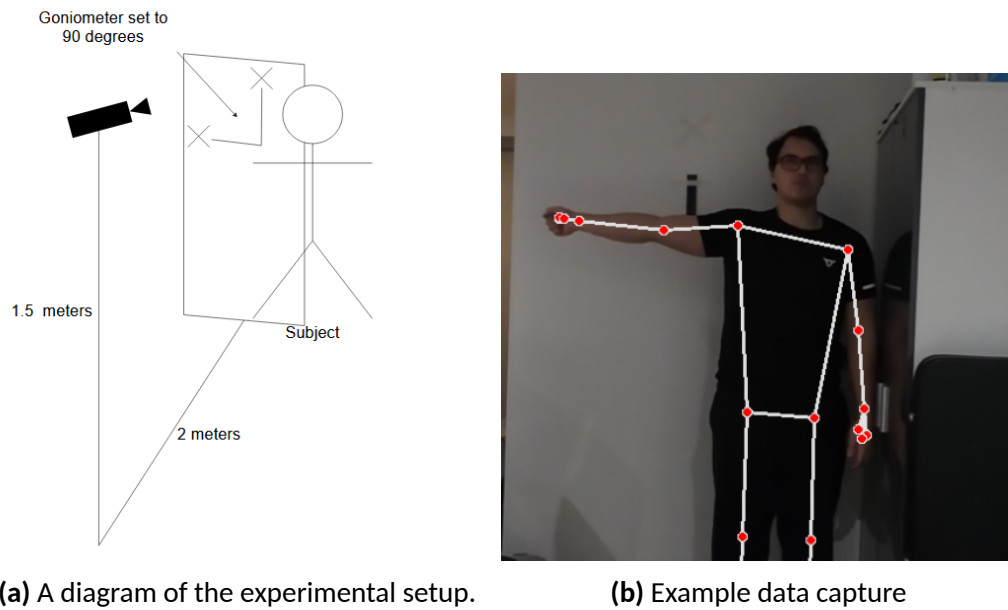 Goniometer set to
90 degrees
1.5  meters
Subject
2 meters
(a) A diagram of the experimental setup.
(b) Example data capture